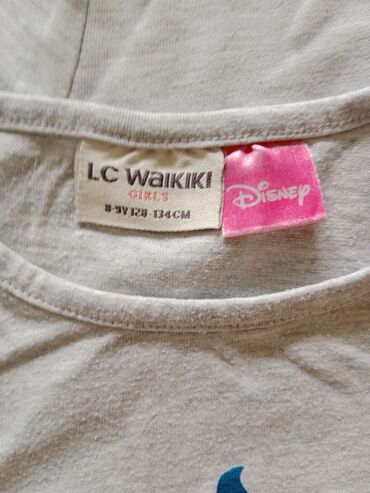 LC WAIKIKI
GIRLS
8-9Y 128-134CM
Disney